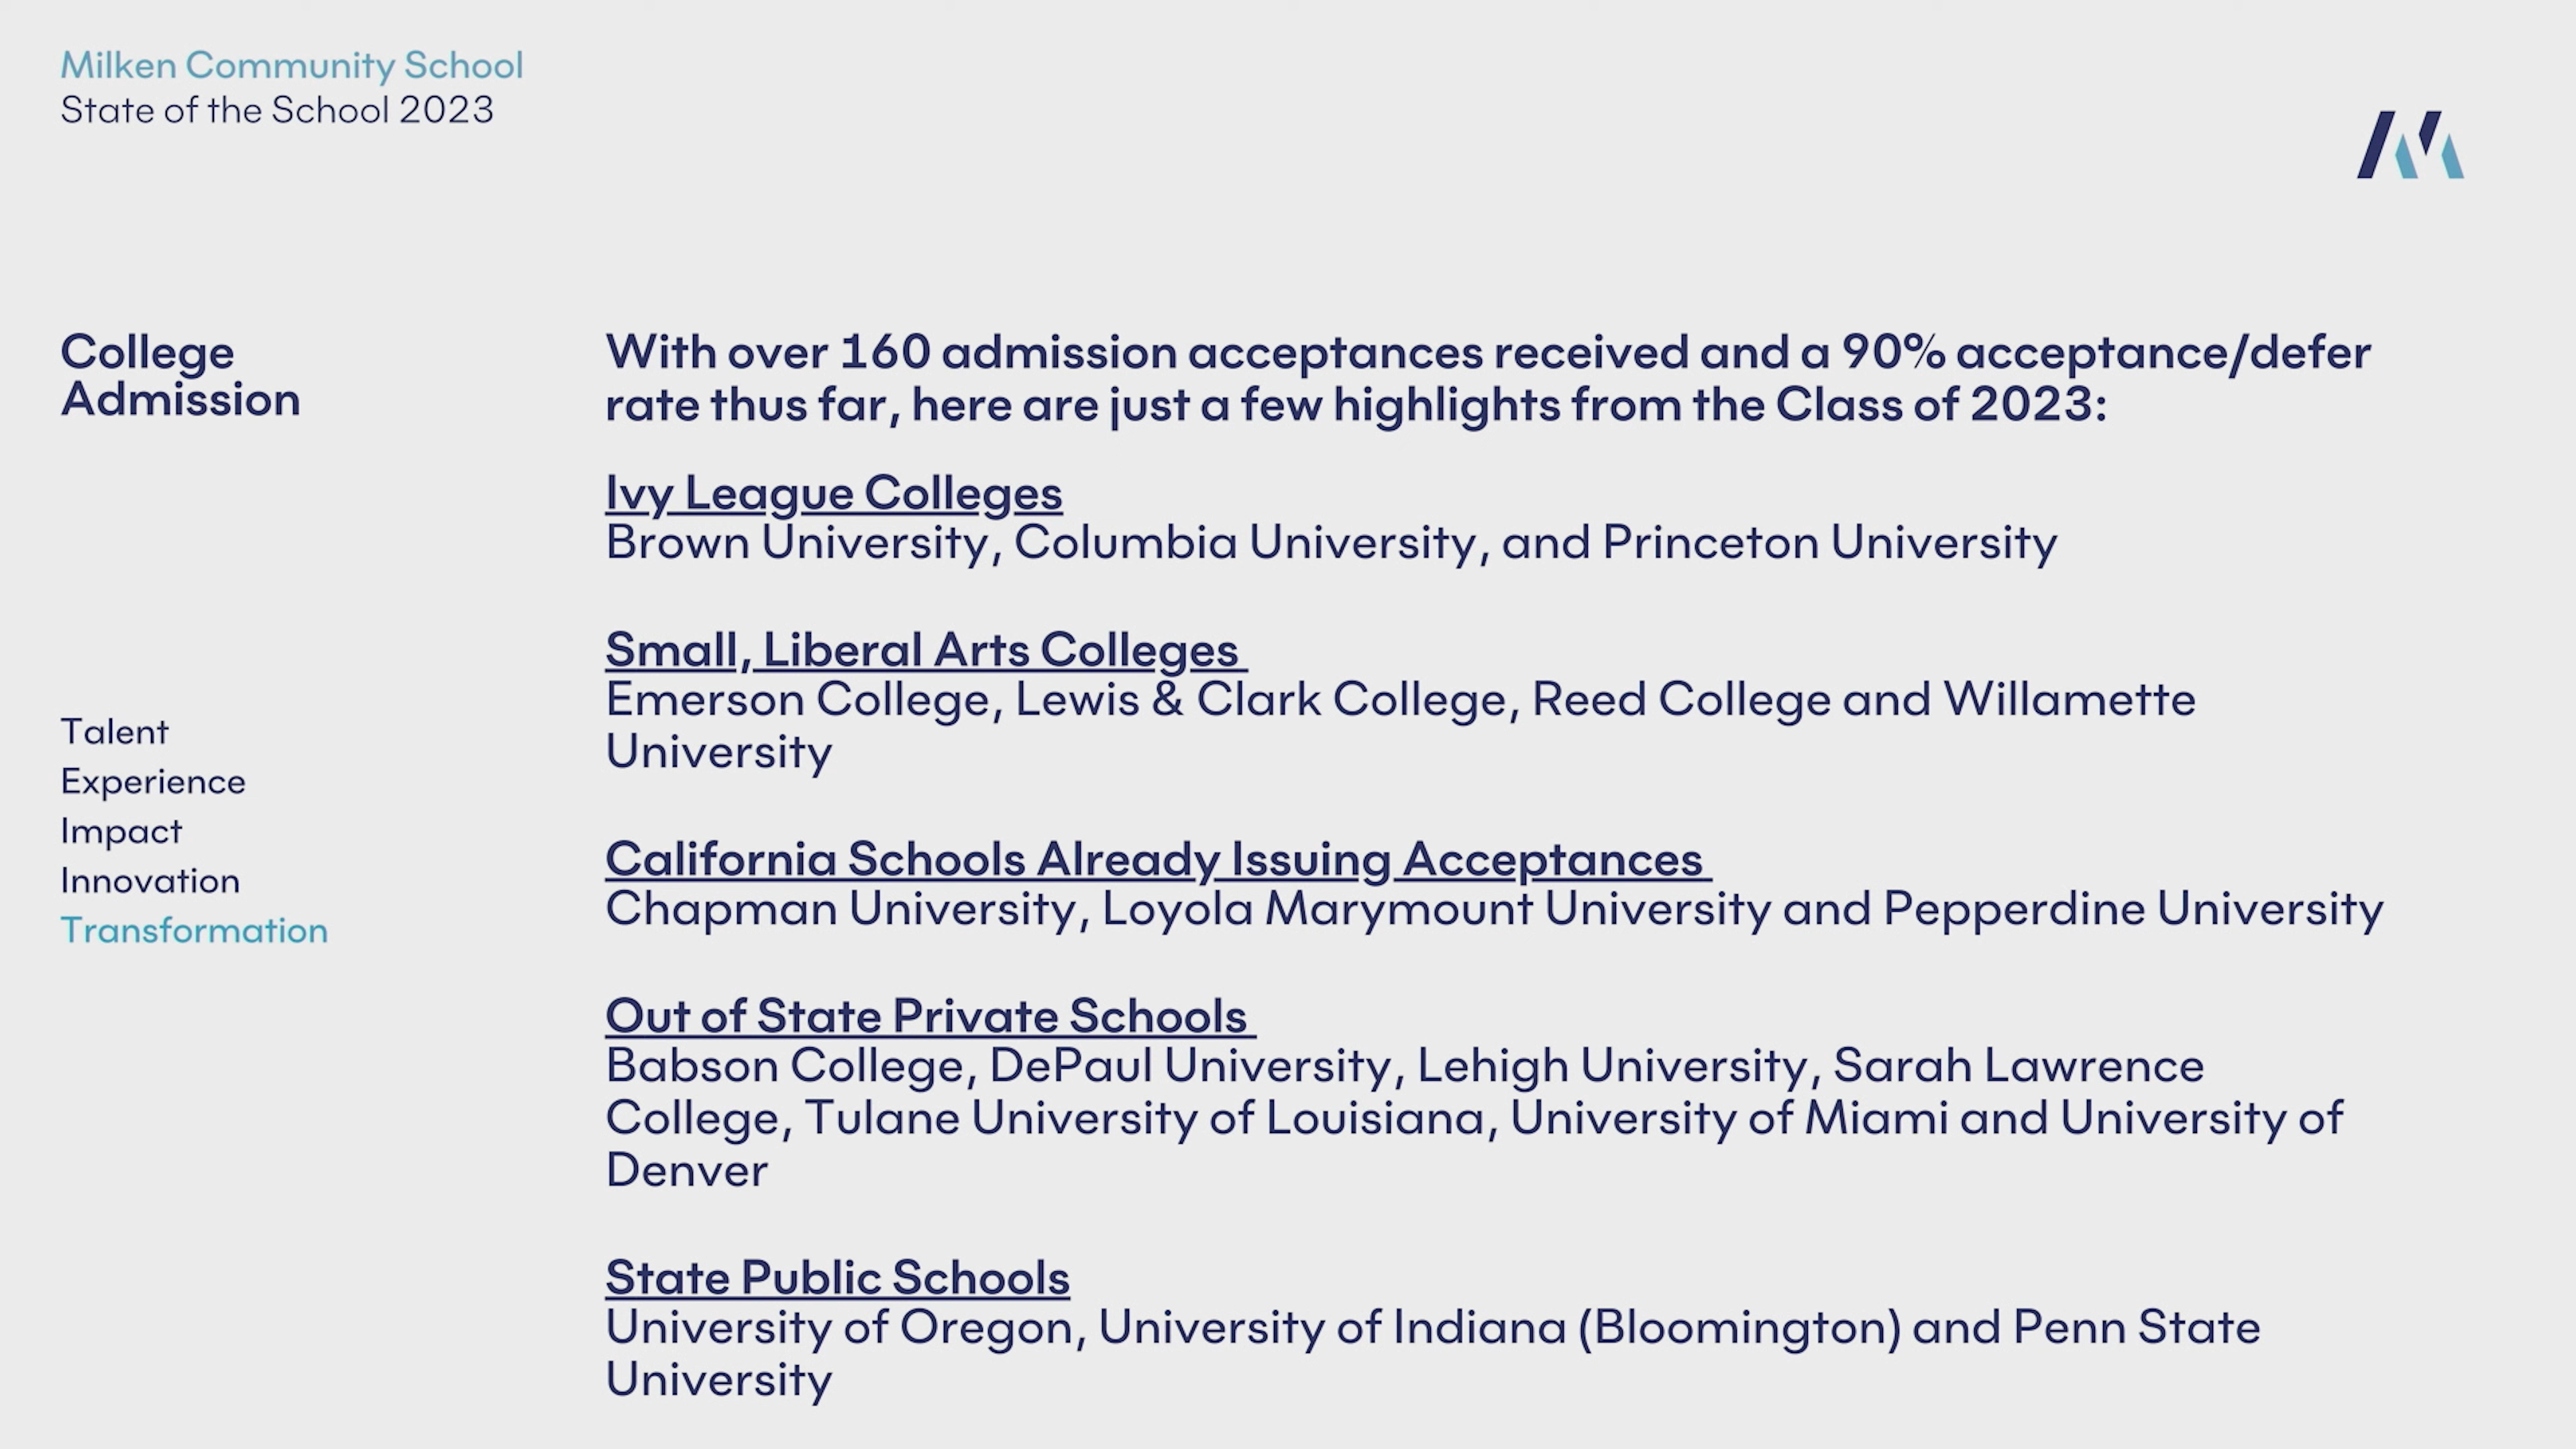 Milken Community School
State of the School 2023
College
Admission
Talent
Experience
Impact
Innovation
Transformation
With over 160 admission acceptances received and a 90% acceptance/defer
rate thus far, here are just a few highlights from the Class of 2023:
Ivy League Colleges
Brown University, Columbia University, and Princeton University
Small, Liberal Arts Colleges
Emerson College, Lewis & Clark College, Reed College and Willamette
University
California Schools Already Issuing Acceptances
Chapman University, Loyola Marymount University and Pepperdine University
Out of State Private Schools
Babson College, DePaul University, Lehigh University, Sarah Lawrence
College, Tulane University of Louisiana, University of Miami and University of
Denver
State Public Schools
University of Oregon, University of Indiana (Bloomington) and Penn State
University